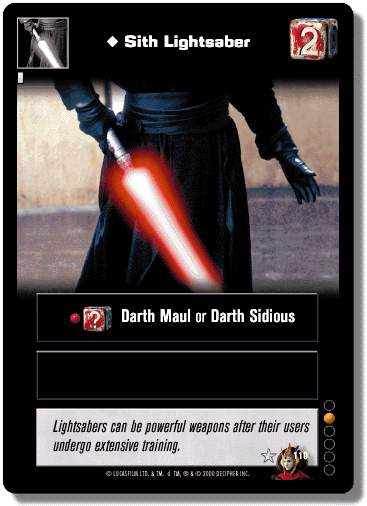 ◆ Sith Lightsaber
2
? Darth Maul or Darth Sidious
Lightsabers can be powerful weapons after their users
undergo extensive training.
118
© LUCASFILM LTD. & TM. ® & © 2000 DECIPHER INC.